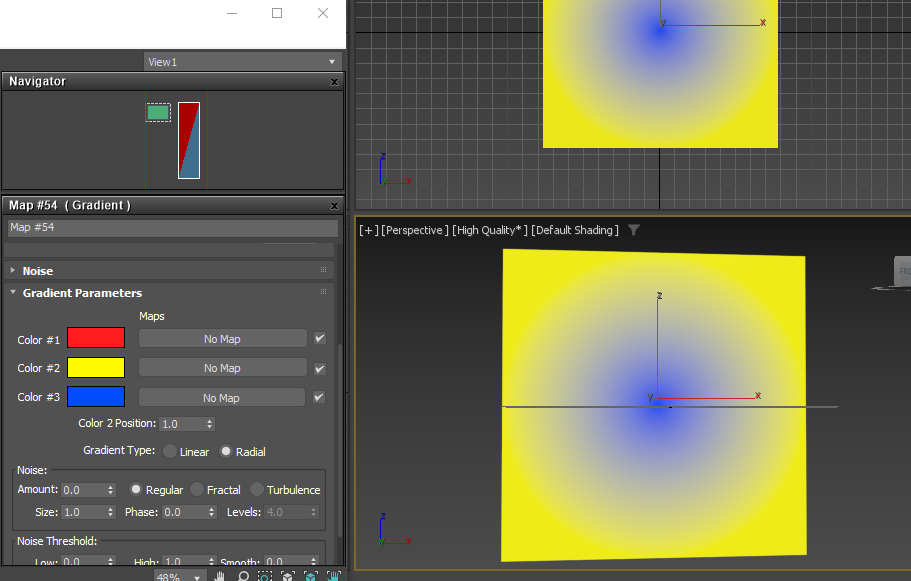 View1
Navigator
x
Map #54 ( Gradient )
x
Map #54
Noise
Gradient Parameters
Maps
Color #1 No Map
Color #2 No Map
Color #3 No Map
Color 2 Position: 1.0
Gradient Type: Linear Radial
Noise:
Amount: 0.0 Regular Fractal Turbulence
Size: 1.0 Phase: 0.0 Levels: 4.0
Noise Threshold:
Low: 0.0 High: 1.0 Smooth: 0.0
48%
y x
z
x
[+] [Perspective] [High Quality*] [Default Shading]
FRO
z
y x
z
x